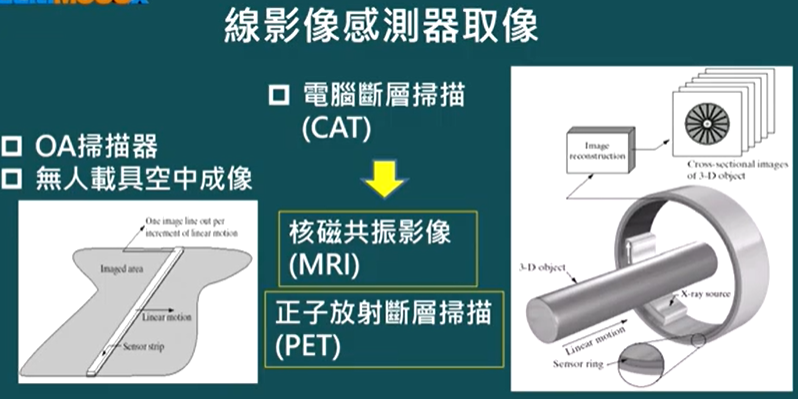 線影像感測器取像
OA掃描器
無人載具空中成像
One image line out per
increment of linear motion
Imaged area
Linear motion
Sensor strip
電腦斷層掃描
(CAT)
核磁共振影像
(MRI)
正子放射斷層掃描
(PET)
Image
reconstruction
Cross-sectional images
of 3-D object
3-D object
X-ray source
Linear motion
Sensor ring